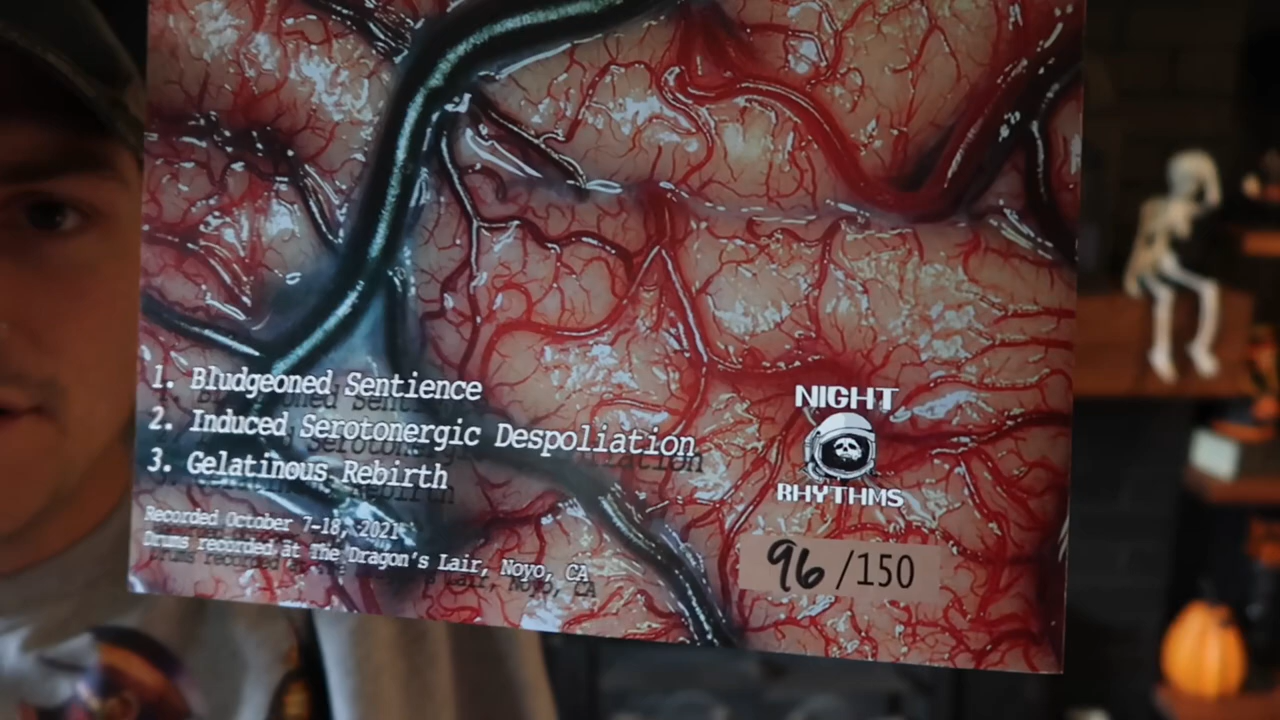 1. Bludgeoned Sentience
2. Induced Serotonergic Despoliation
3. Gelatinous Rebirth
Recorded October 7-18, 2021
Drums recorded at The Dragon's Lair, Noyo, CA
NIGHT
RHYTHMS
96/150